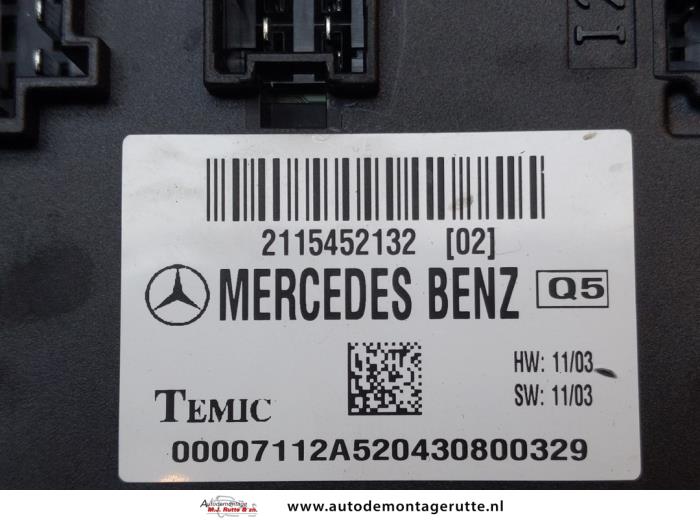 12
2115452132 [02]
MERCEDES BENZ Q5
HW: 11/03
SW: 11/03
TEMIC
00007112A520430800329
Autodemontage
M.J. Rutte & zn.
www.autodemontagerutte.nl